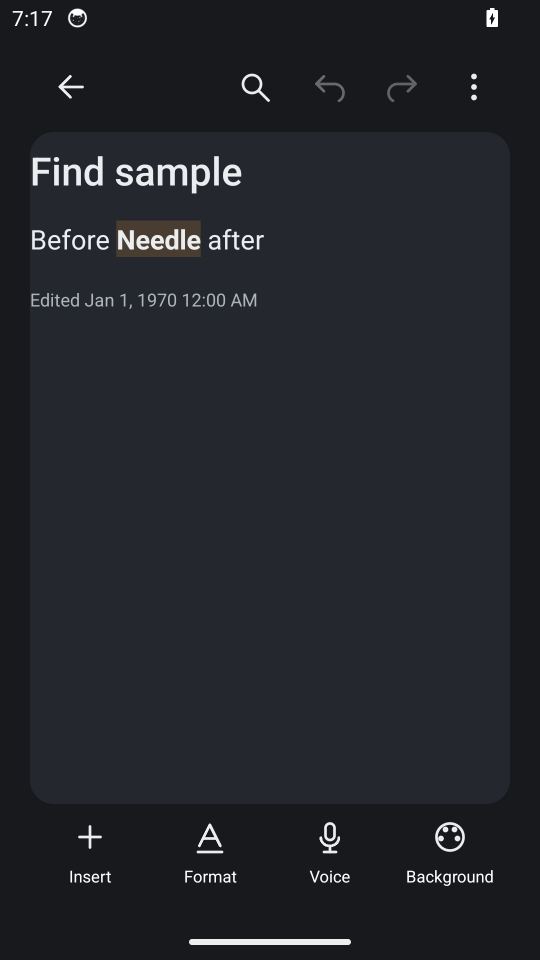 7:17
Find sample
Before Needle after
Edited Jan 1, 1970 12:00 AM
Insert
Format
Voice
Background